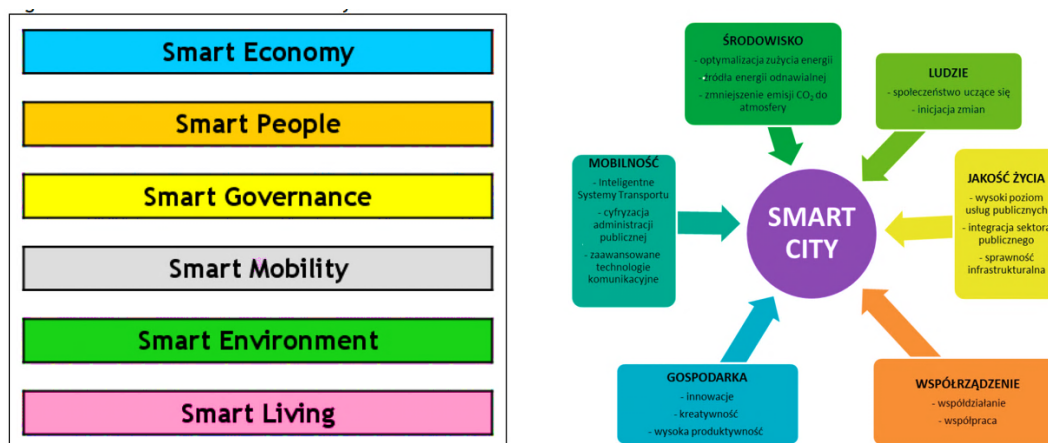 Smart Economy
Smart People
Smart Governance
Smart Mobility
Smart Environment
Smart Living
ŚRODOWISKO
- optymalizacja zużycia energii
- źródła energii odnawialnej
- zmniejszenie emisji CO₂ do
atmosfery
LUDZIE
- społeczeństwo uczące się
- inicjacja zmian
MOBILNOŚĆ
- Inteligentne
Systemy Transportu
- cyfryzacja
administracji
publicznej
- zaawansowane
technologie
komunikacyjne
SMART
CITY
JAKOŚĆ ŻYCIA
- wysoki poziom
usług publicznych
- integracja sektora
publicznego
- sprawność
infrastrukturalna
GOSPODARKA
- innowacje
- kreatywność
- wysoka produktywność
WSPÓŁRZĄDZENIE
- współdziałanie
- współpraca